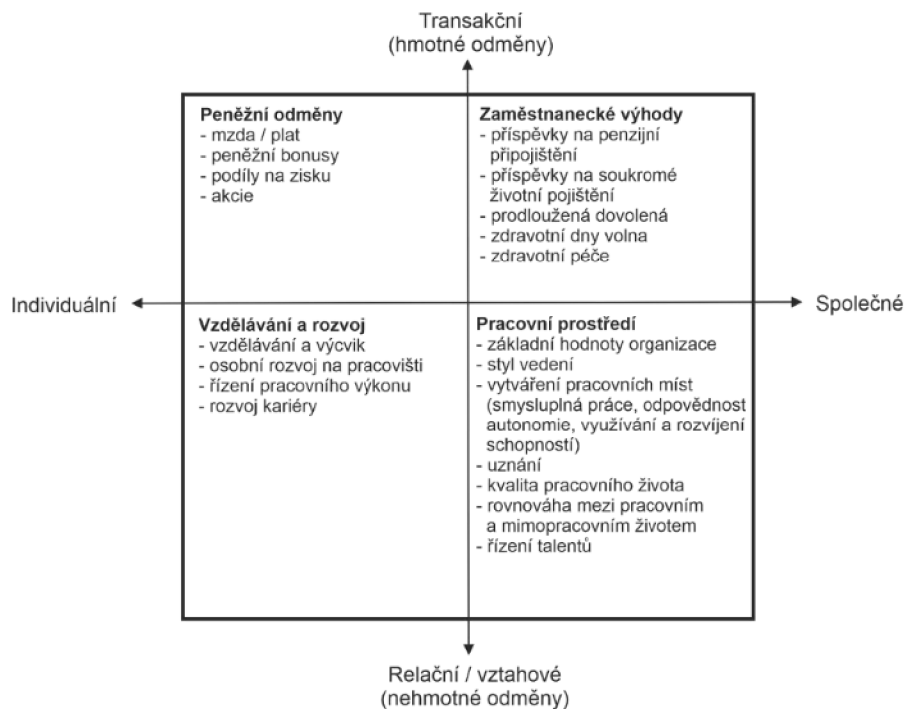 Transakční
(hmotné odměny)
Peněžní odměny
- mzda / plat
- peněžní bonusy
- podíly na zisku
- akcie
Zaměstnanecké výhody
- příspěvky na penzijní
připojištění
- příspěvky na soukromé
životní pojištění
- prodloužená dovolená
- zdravotní dny volna
- zdravotní péče
Individuální
Společné
Vzdělávání a rozvoj
- vzdělávání a výcvik
- osobní rozvoj na pracovišti
- řízení pracovního výkonu
- rozvoj kariéry
Pracovní prostředí
- základní hodnoty organizace
- styl vedení
- vytváření pracovních míst
(smysluplná práce, odpovědnost
autonomie, využívání a rozvíjení
schopností)
- uznání
- kvalita pracovního života
- rovnováha mezi pracovním
a mimopracovním životem
- řízení talentů
Relační / vztahové
(nehmotné odměny)